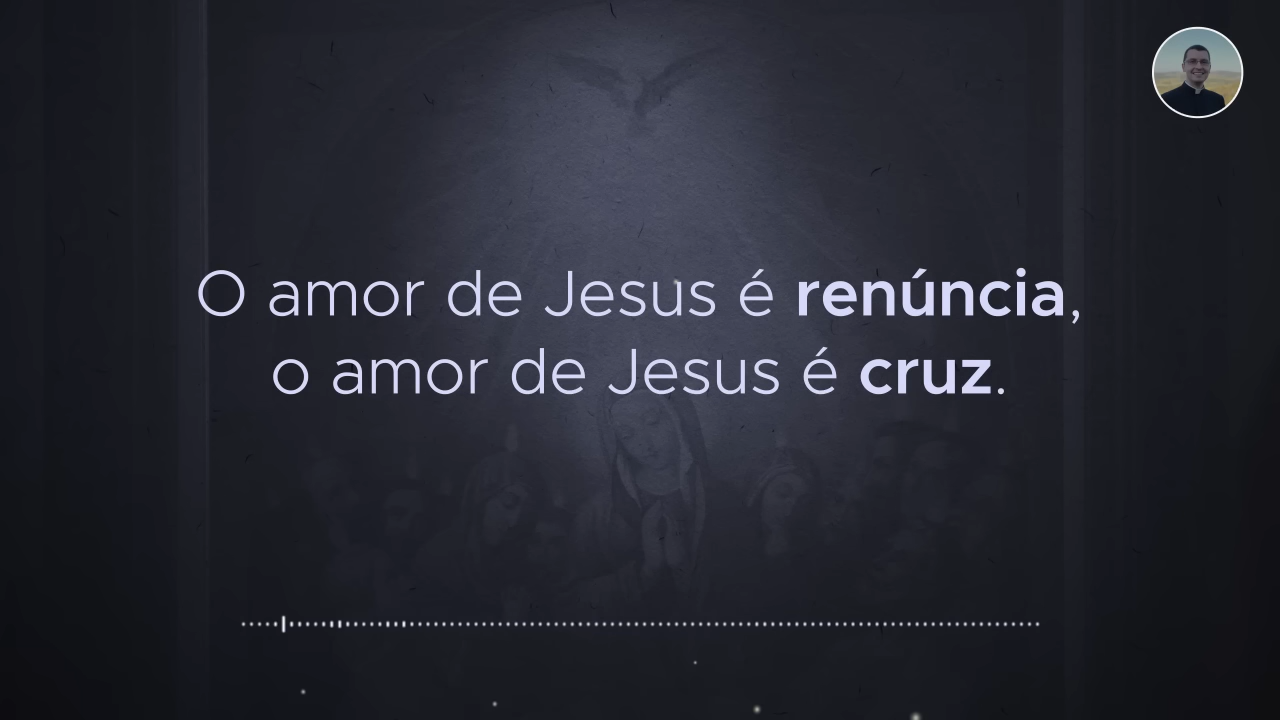 O amor de Jesus é renúncia,
o amor de Jesus é cruz.